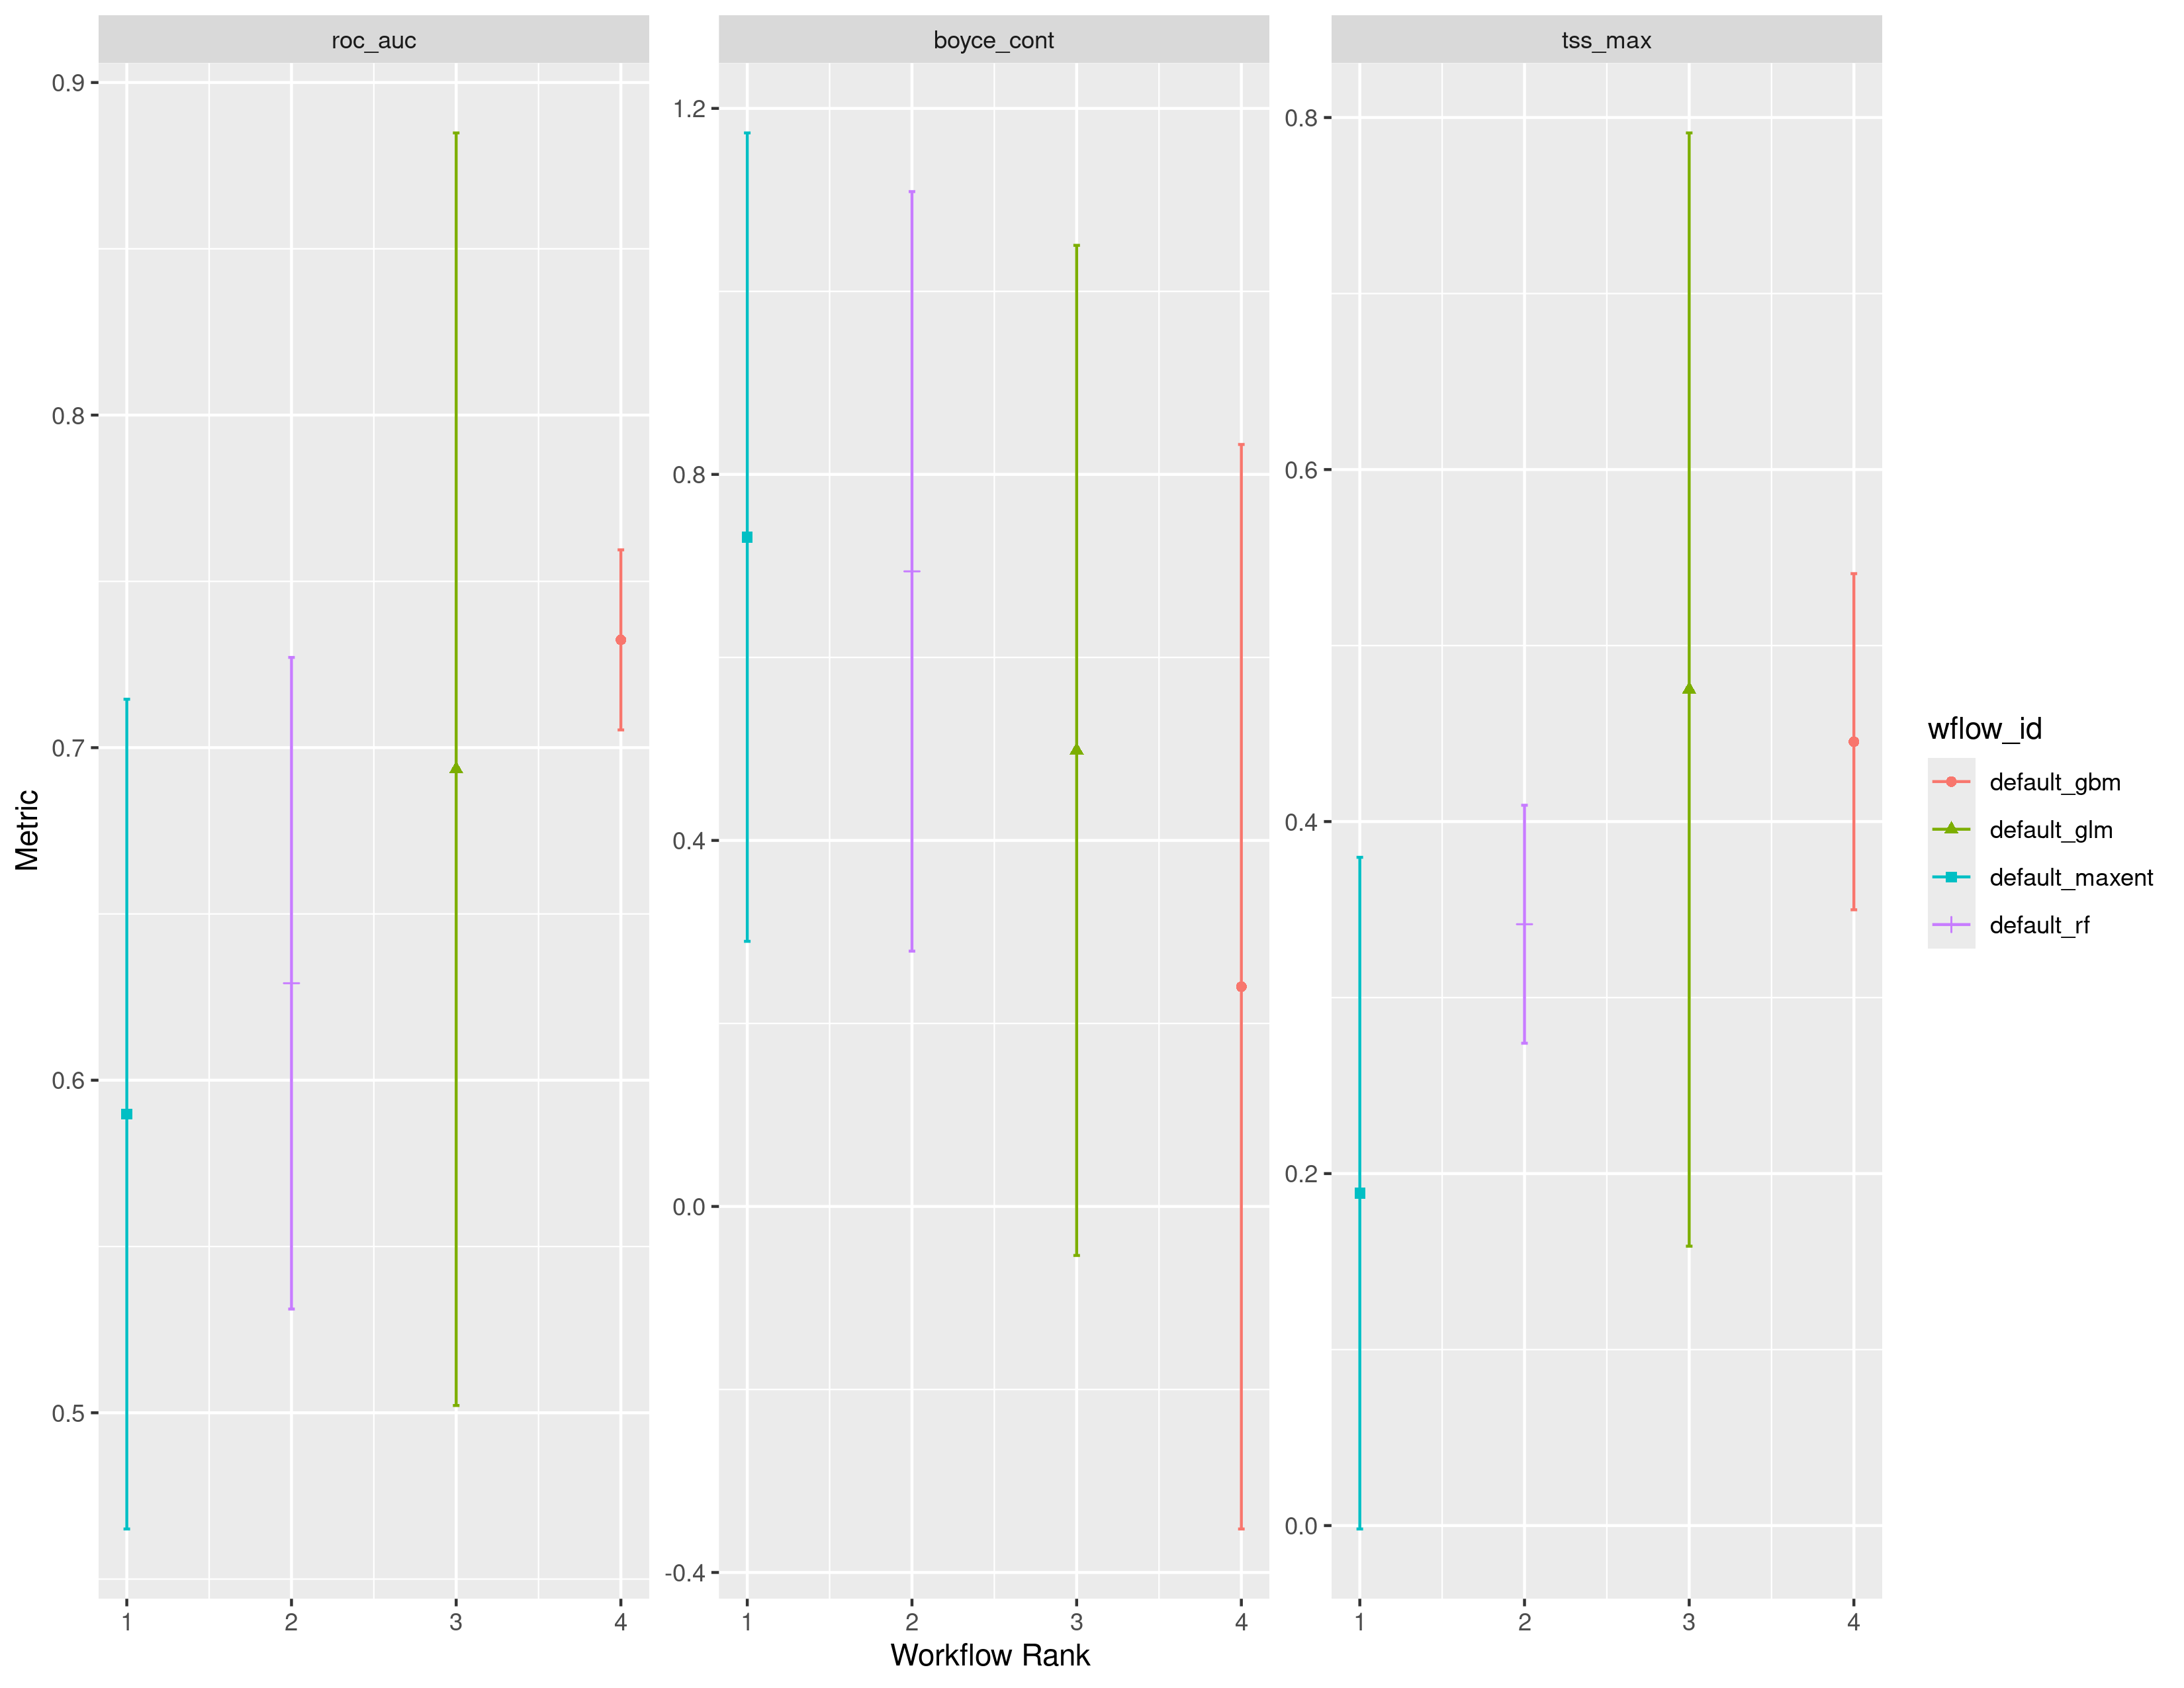 roc_auc
boyce_cont
tss_max
Metric
0.9
0.8
0.7
0.6
0.5
1.2
0.8
0.4
0.0
-0.4
0.8
0.6
0.4
0.2
0.0
1 2 3 4
1 2 3 4
1 2 3 4
Workflow Rank
wflow_id
default_gbm
default_glm
default_maxent
default_rf